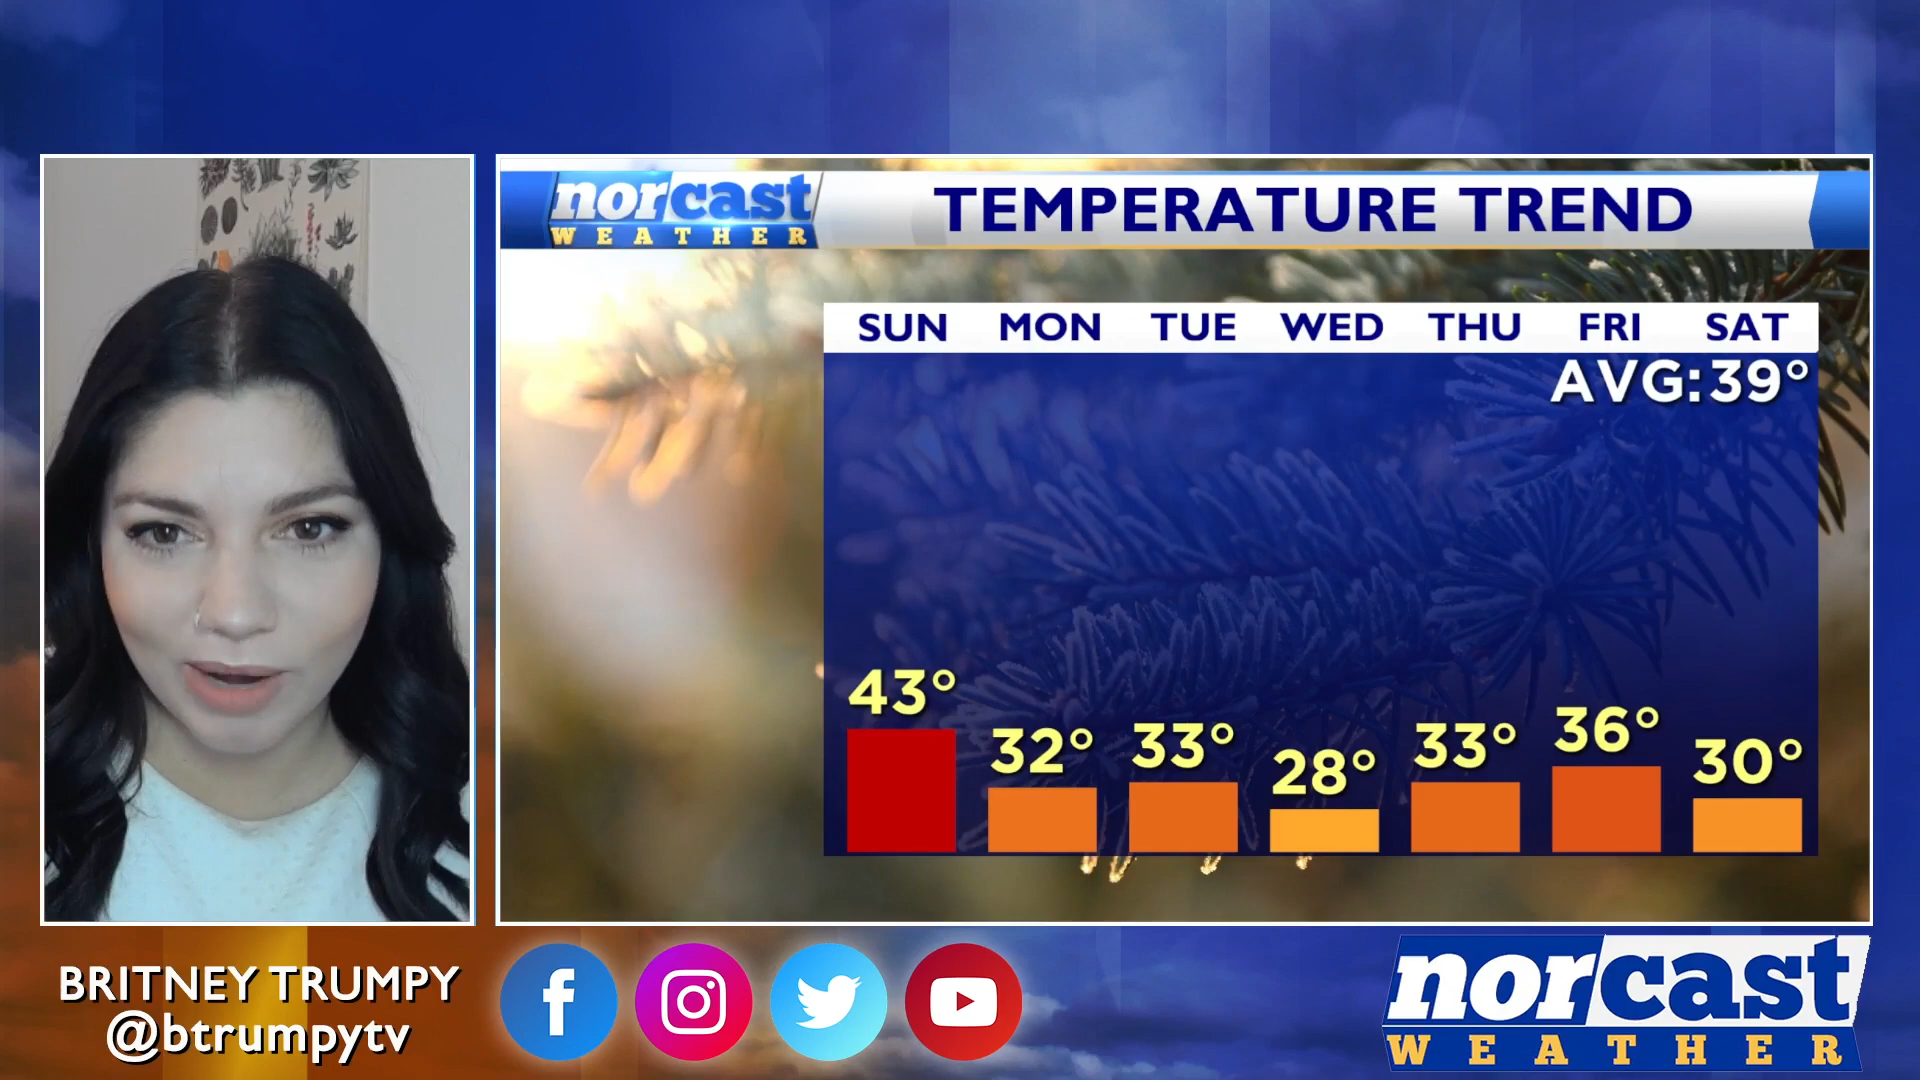 norcast
WEATHER
TEMPERATURE TREND
SUN MON TUE WED THU FRI SAT
AVG: 39°
43° 32° 33° 28° 33° 36° 30°
BRITNEY TRUMPY
@btrumpytv
norcast
WEATHER